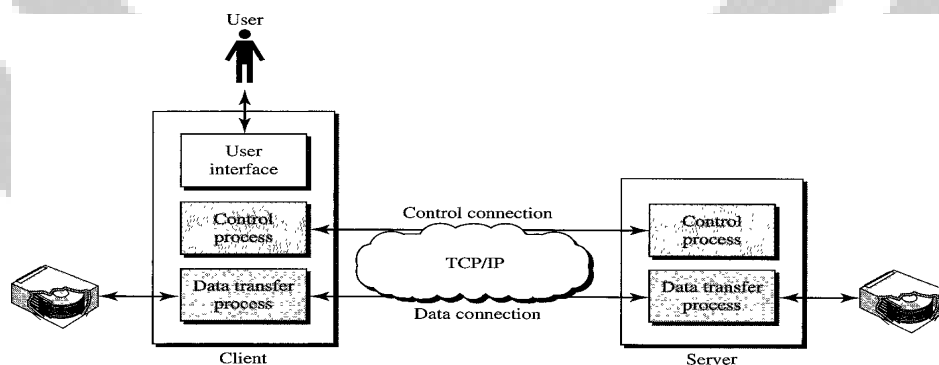 User
User
interface
Control
process
Data transfer
process
Client
Control connection
TCP/IP
Data connection
Control
process
Data transfer
process
Server